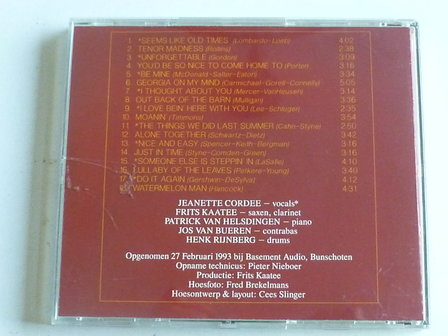 1 *SEEMS LIKE OLD TIMES (Lombardo-Loeb) 4:02
2 TENOR MADNESS (Rollins) 2:38
3 *UNFORGETTABLE (Gordon) 3:09
4 YOU'D BE SO NICE TO COME HOME TO (Porter) 3:16
5 *BE MINE (McDonald-Salter-Eaton) 3:34
6 GEORGIA ON MY MIND (Carmichael-Gorell-Connelly) 3:15
7 *I THOUGHT ABOUT YOU (Mercer-VanHeusen) 3:14
8 OUT BACK OF THE BARN (Mulligan) 3:36
9 *I LOVE BEIN' HERE WITH YOU (Lee-Schluger) 2:35
10 MOANIN' (Timmons) 3:54
11 *THE THINGS WE DID LAST SUMMER (Cahn-Styne) 2:50
12 ALONE TOGETHER (Schwartz-Dietz) 3:42
13 *NICE AND EASY (Spencer-Keith-Bergman) 3:16
14 JUST IN TIME (Styne-Comden-Green) 3:16
15 *SOMEONE ELSE IS STEPPIN' IN (LaSalle) 3:10
16 LULLABY OF THE LEAVES (Petkere-Young) 3:40
17 *DO IT AGAIN (Gershwin-DeSylva) 3:14
18 WATERMELON MAN (Hancock) 4:31
JEANETTE CORDEE – vocals*
FRITS KAATEE – saxen, clarinet
PATRICK VAN HELSDINGEN – piano
JOS VAN BUEREN – contrabas
HENK RIJNBERG – drums
Opgenomen 27 Februari 1993 bij Basement Audio, Bunschoten
Opname technicus: Pieter Nieboer
Productie: Frits Kaatee
Hoesfoto: Fred Brekelmans
Hoesontwerp & layout: Cees Slinger